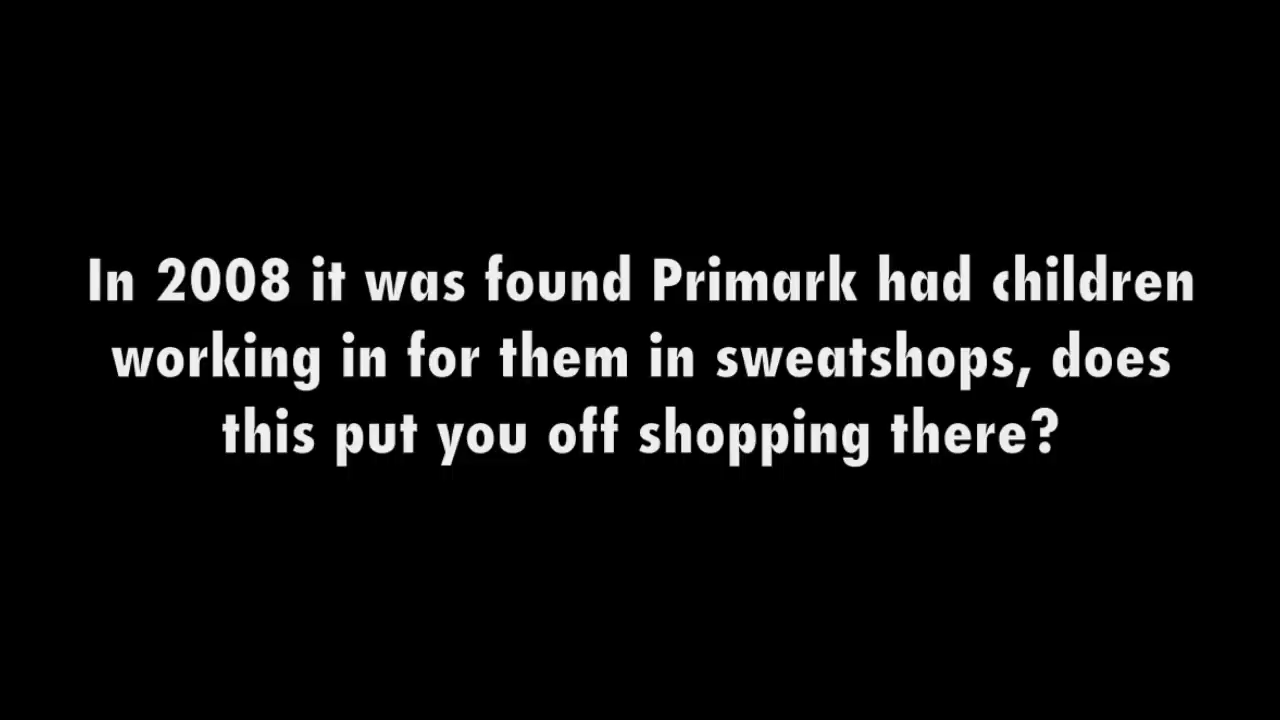 In 2008 it was found Primark had children
working in for them in sweatshops, does
this put you off shopping there?